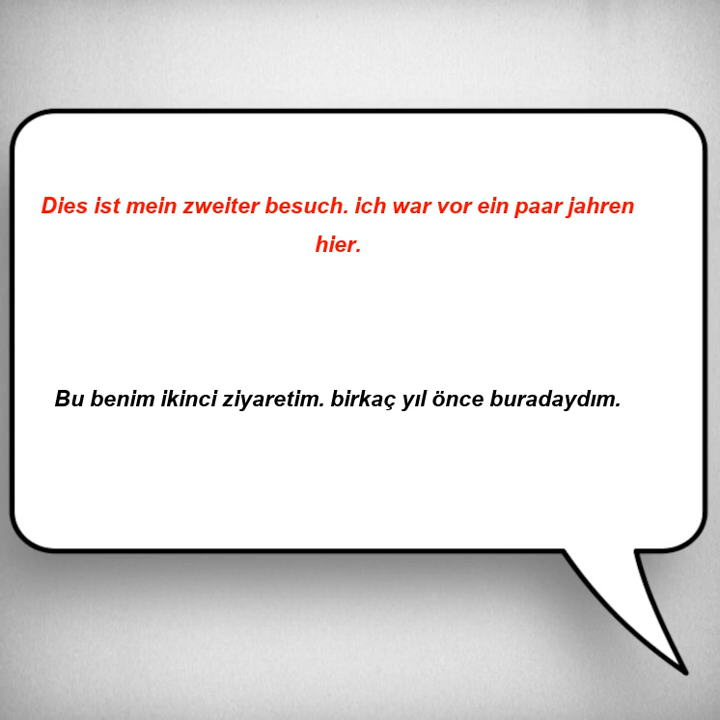 Dies ist mein zweiter besuch. ich war vor ein paar jahren
hier.
Bu benim ikinci ziyaretim. birkaç yıl önce buradaydım.